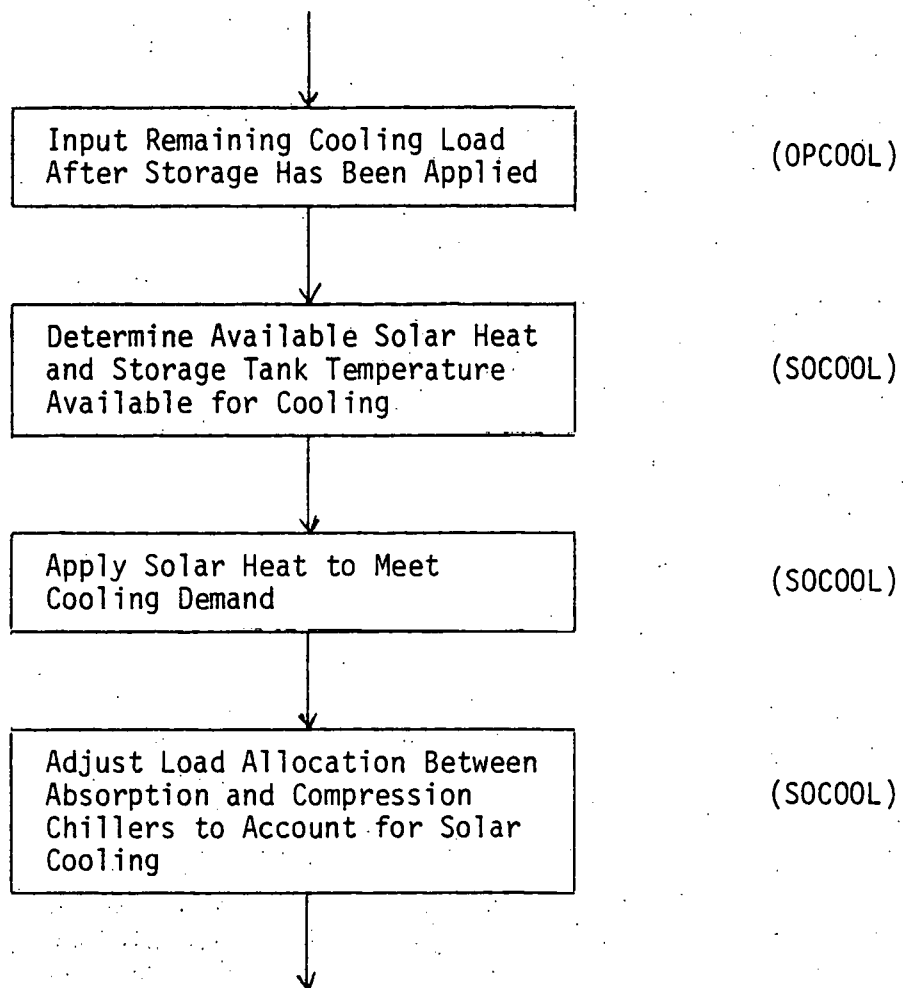 Input Remaining Cooling Load
After Storage Has Been Applied
(OPCOOL)
Determine Available Solar Heat
and Storage Tank Temperature
Available for Cooling
(SOCOOL)
Apply Solar Heat to Meet
Cooling Demand
(SOCOOL)
Adjust Load Allocation Between
Absorption and Compression
Chillers to Account for Solar
Cooling
(SOCOOL)